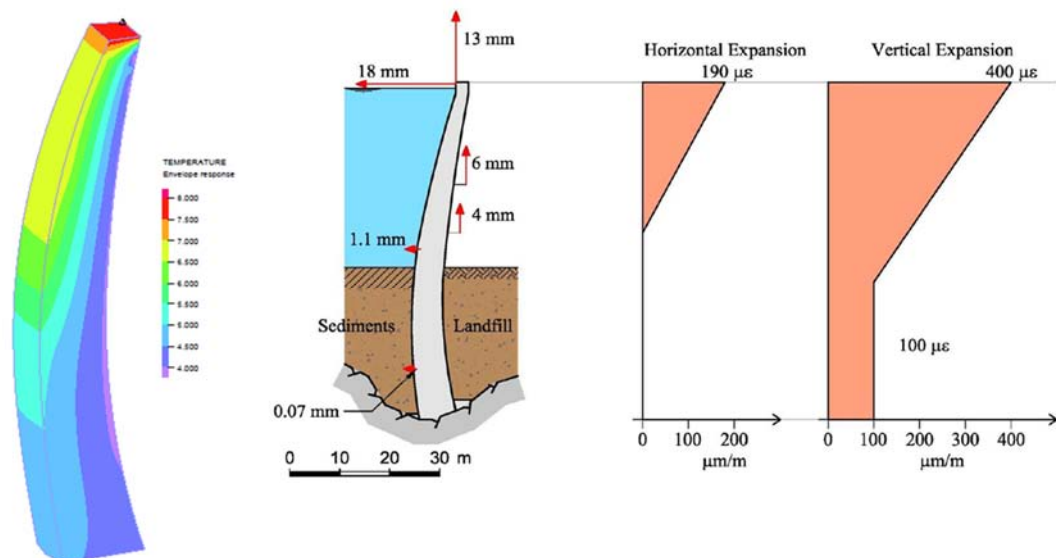 TEMPERATURE
Envelope response
8.000
7.500
7.000
6.000
5.000
5.500
4.500
4.000
13 mm
18 mm
6 mm
4 mm
1.1 mm
Sediments
Landfill
0.07 mm
0 10 20 30 m
Horizontal Expansion
190 µε
0 100 200
µm/m
Vertical Expansion
400 µε
100 µε
0 100 200 300 400
µm/m